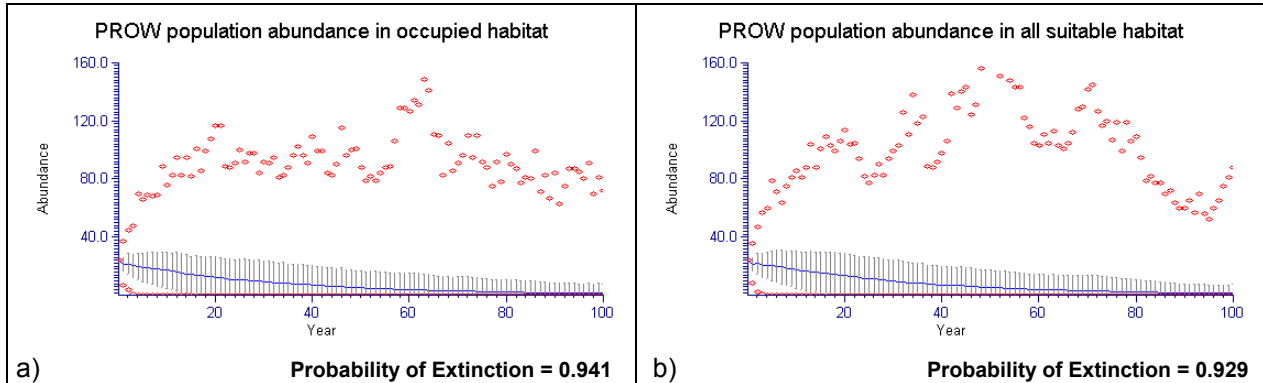 PROW population abundance in occupied habitat
160.0
120.0
Abundance
80.0
40.0
20
40
60
80
100
Year
a)
Probability of Extinction = 0.941
PROW population abundance in all suitable habitat
160.0
120.0
Abundance
80.0
40.0
20
40
60
80
100
Year
b)
Probability of Extinction = 0.929